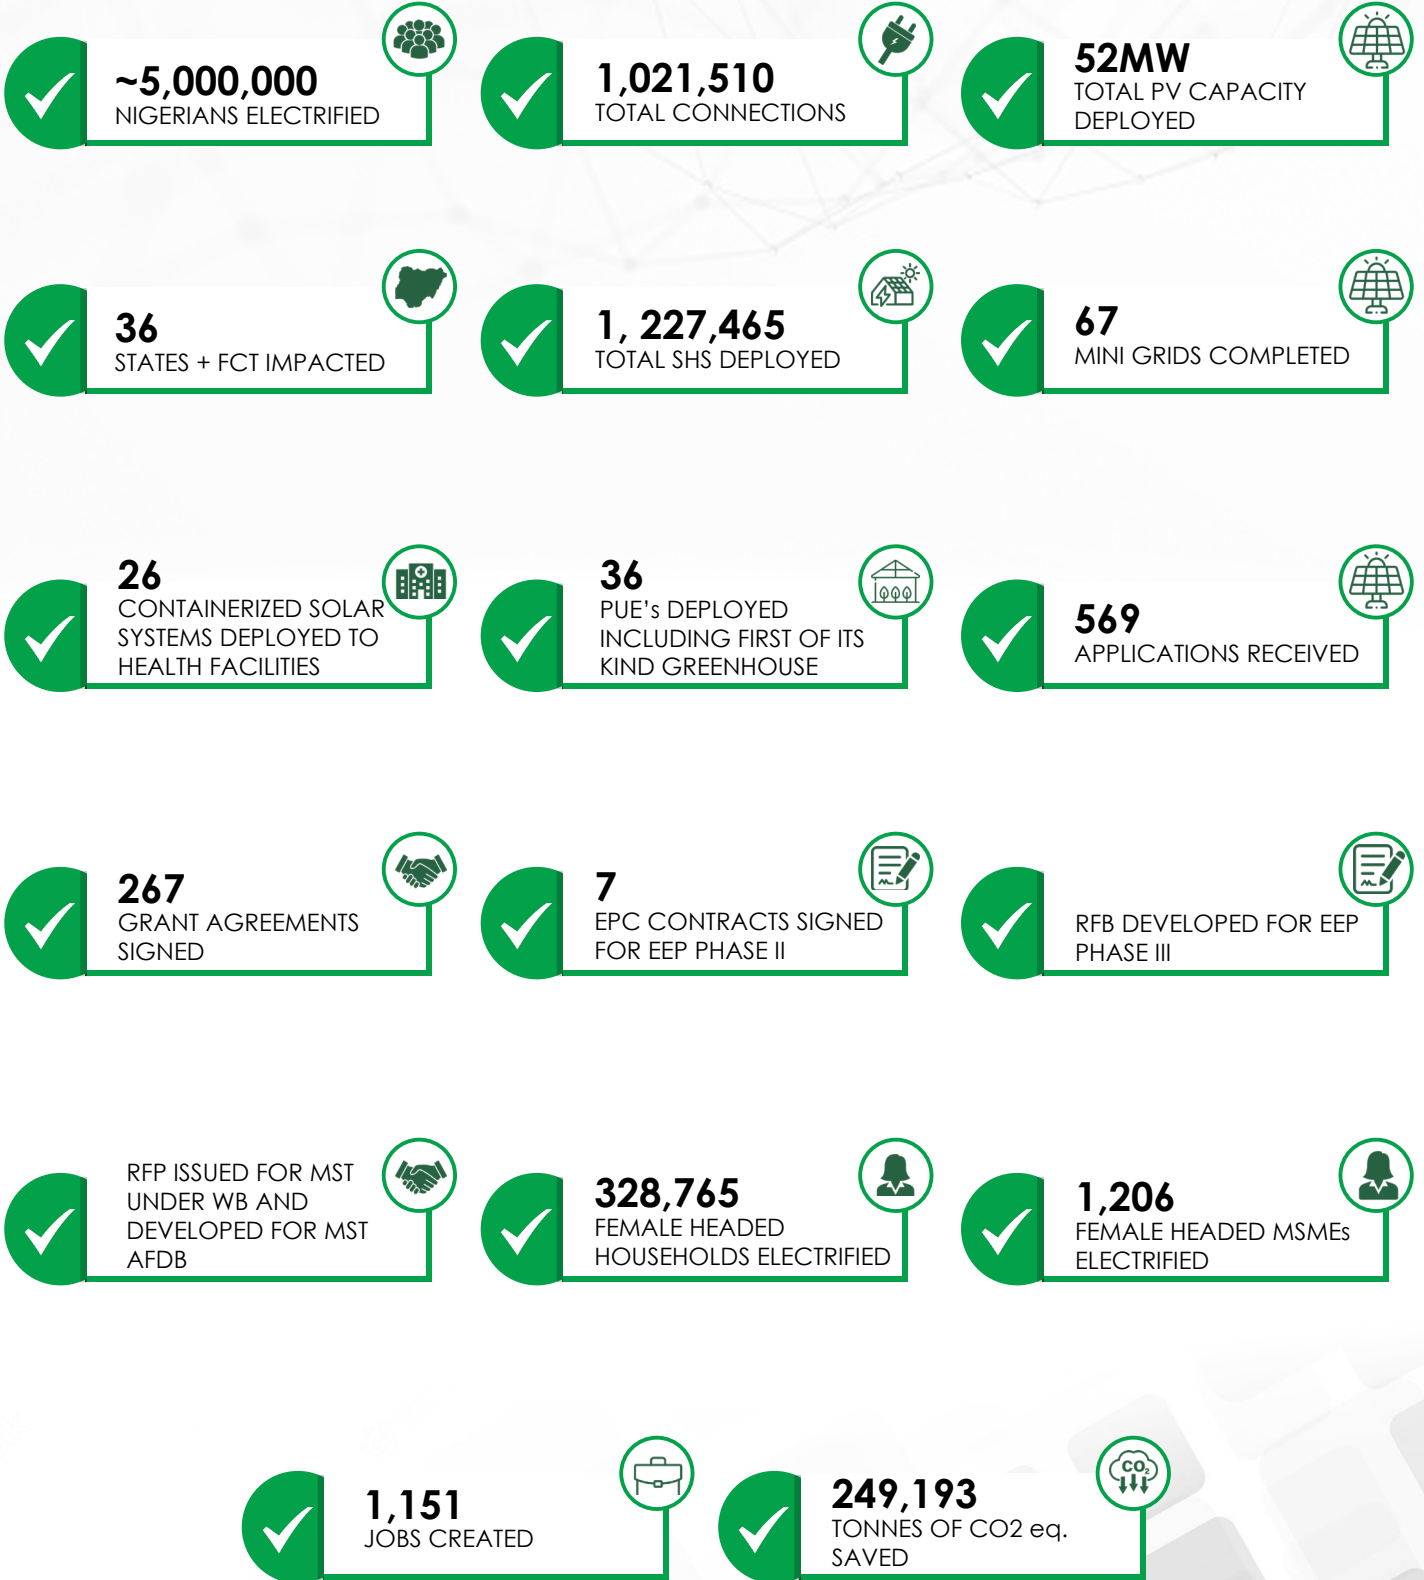 ~5,000,000
NIGERIANS ELECTRIFIED
1,021,510
TOTAL CONNECTIONS
52MW
TOTAL PV CAPACITY
DEPLOYED
36
STATES + FCT IMPACTED
1, 227,465
TOTAL SHS DEPLOYED
67
MINI GRIDS COMPLETED
26
CONTAINERIZED SOLAR
SYSTEMS DEPLOYED TO
HEALTH FACILITIES
36
PUE's DEPLOYED
INCLUDING FIRST OF ITS
KIND GREENHOUSE
569
APPLICATIONS RECEIVED
267
GRANT AGREEMENTS
SIGNED
7
EPC CONTRACTS SIGNED
FOR EEP PHASE II
RFB DEVELOPED FOR EEP
PHASE III
RFP ISSUED FOR MST
UNDER WB AND
DEVELOPED FOR MST
AFDB
328,765
FEMALE HEADED
HOUSEHOLDS ELECTRIFIED
1,206
FEMALE HEADED MSMEs
ELECTRIFIED
1,151
JOBS CREATED
CO2
249,193
TONNES OF CO2 eq.
SAVED